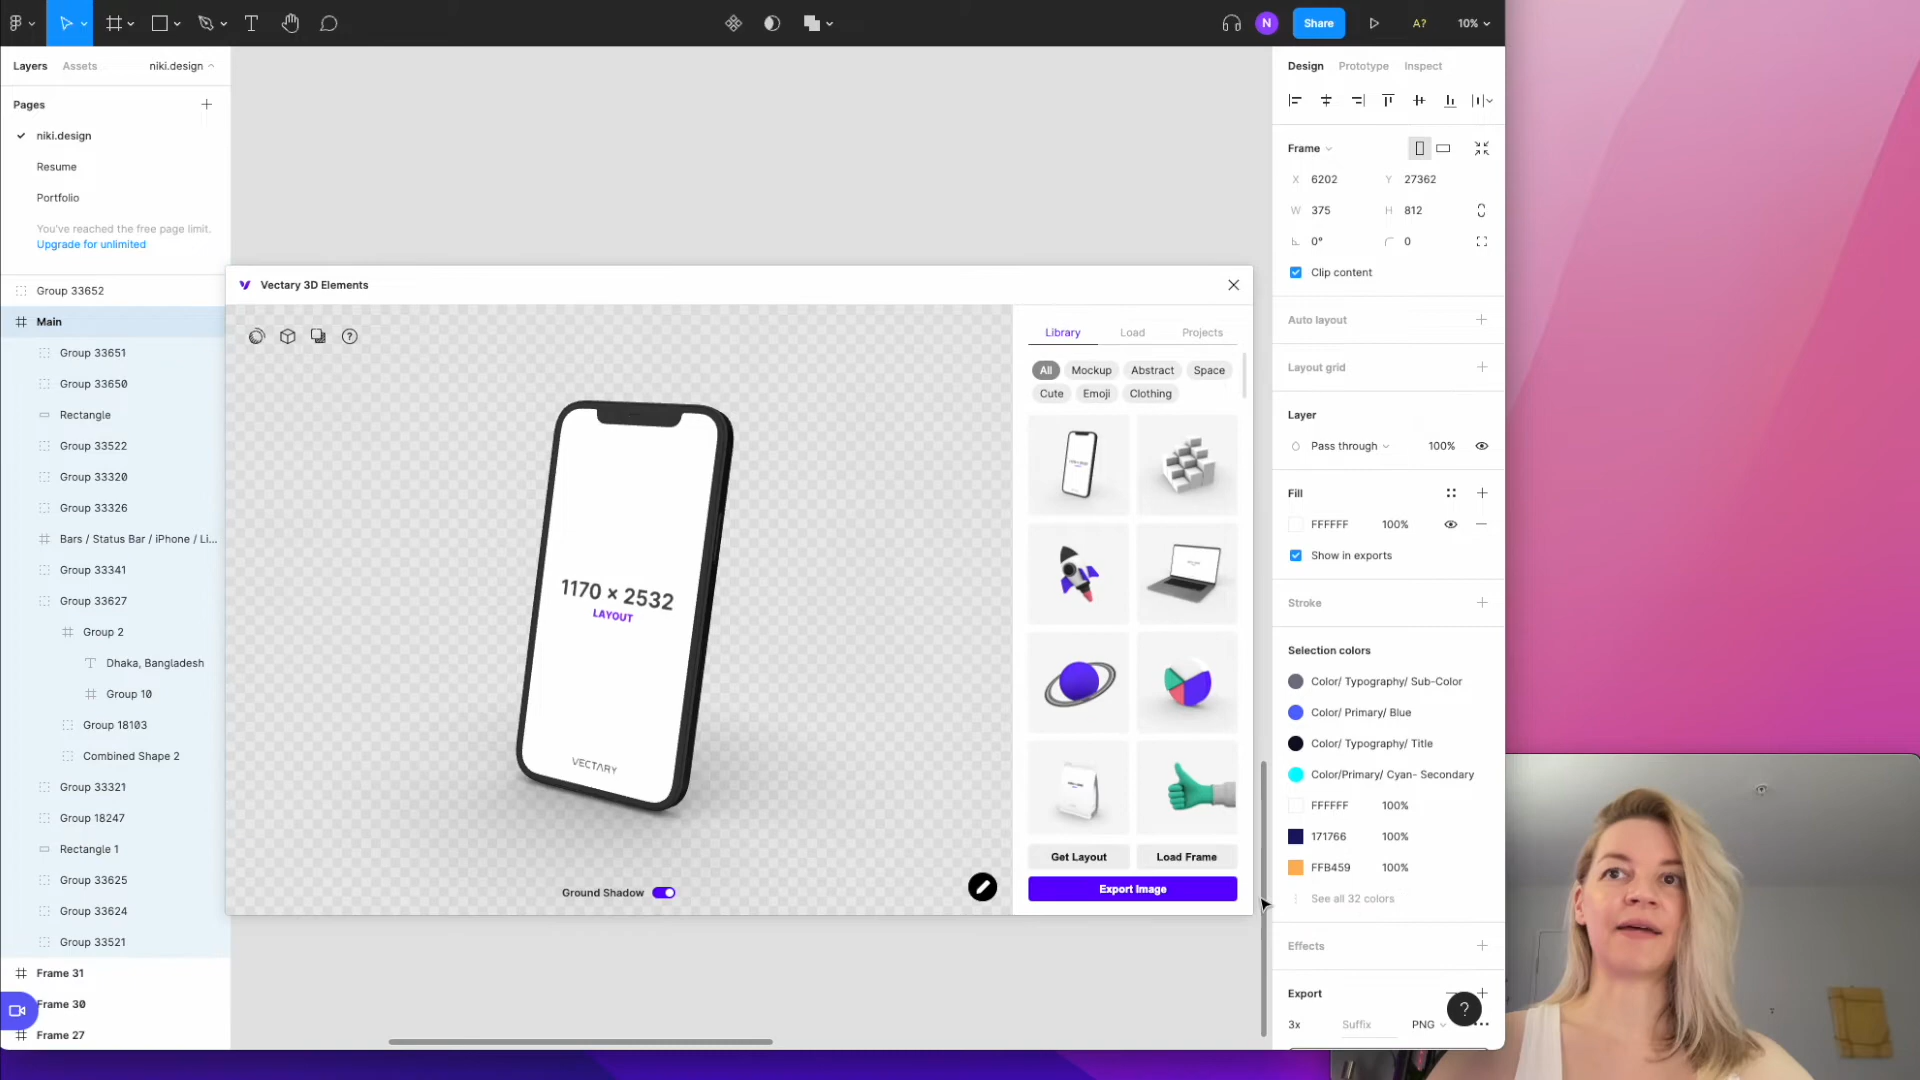 N
Share
A?
10%
Layers
Assets
niki.design
Pages
niki.design
Resume
Portfolio
You've reached the free page limit.
Upgrade for unlimited
Group 33652
Main
Group 33651
Group 33650
Rectangle
Group 33522
Group 33320
Group 33326
Bars / Status Bar / iPhone / Li...
Group 33341
Group 33627
Group 2
Dhaka, Bangladesh
Group 10
Group 18103
Combined Shape 2
Group 33321
Group 18247
Rectangle 1
Group 33625
Group 33624
Group 33521
Frame 31
Frame 30
Frame 27
Vectary 3D Elements
1170 × 2532
LAYOUT
VECTARY
Ground Shadow
Library
Load
Projects
All
Mockup
Abstract
Space
Cute
Emoji
Clothing
Get Layout
Load Frame
Export Image
Design
Prototype
Inspect
Frame
X 6202
Y 27362
W 375
H 812
0°
0
Clip content
Auto layout
Layout grid
Layer
Pass through
100%
Fill
FFFFFF 100%
Show in exports
Stroke
Selection colors
Color/ Typography/ Sub-Color
Color/ Primary/ Blue
Color/ Typography/ Title
Color/Primary/ Cyan- Secondary
FFFFFF 100%
171766 100%
FFB459 100%
See all 32 colors
Effects
Export
?
3x
Suffix
PNG